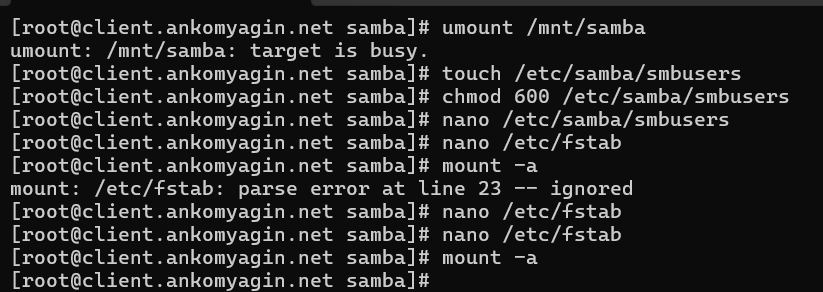 [root@client.ankomyagin.net samba]# umount /mnt/samba
umount: /mnt/samba: target is busy.
[root@client.ankomyagin.net samba]# touch /etc/samba/smbusers
[root@client.ankomyagin.net samba]# chmod 600 /etc/samba/smbusers
[root@client.ankomyagin.net samba]# nano /etc/samba/smbusers
[root@client.ankomyagin.net samba]# nano /etc/fstab
[root@client.ankomyagin.net samba]# mount -a
mount: /etc/fstab: parse error at line 23 -- ignored
[root@client.ankomyagin.net samba]# nano /etc/fstab
[root@client.ankomyagin.net samba]# nano /etc/fstab
[root@client.ankomyagin.net samba]# mount -a
[root@client.ankomyagin.net samba]#